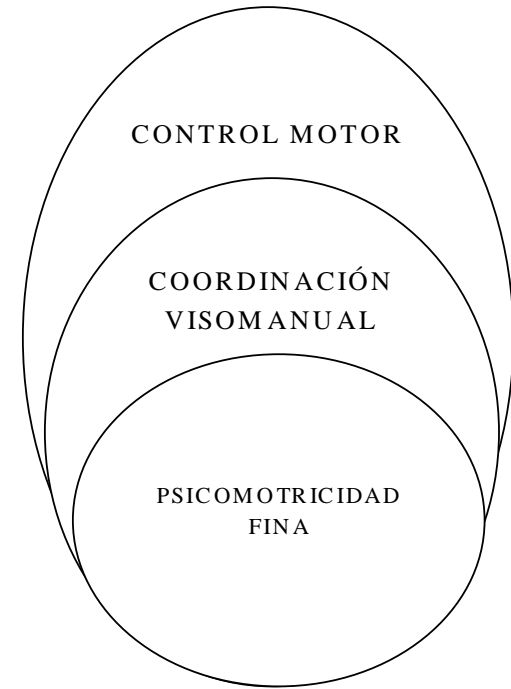 CONTROL MOTOR
COORDINACIÓN
VISOMANUAL
PSICOMOTRICIDAD
FINA